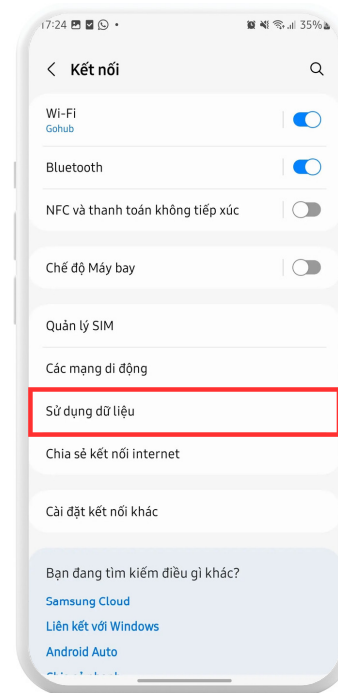 17:24
35%
Kết nối
Wi-Fi
Gohub
Bluetooth
NFC và thanh toán không tiếp xúc
Chế độ Máy bay
Quản lý SIM
Các mạng di động
Sử dụng dữ liệu
Chia sẻ kết nối internet
Cài đặt kết nối khác
Bạn đang tìm kiếm điều gì khác?
Samsung Cloud
Liên kết với Windows
Android Auto